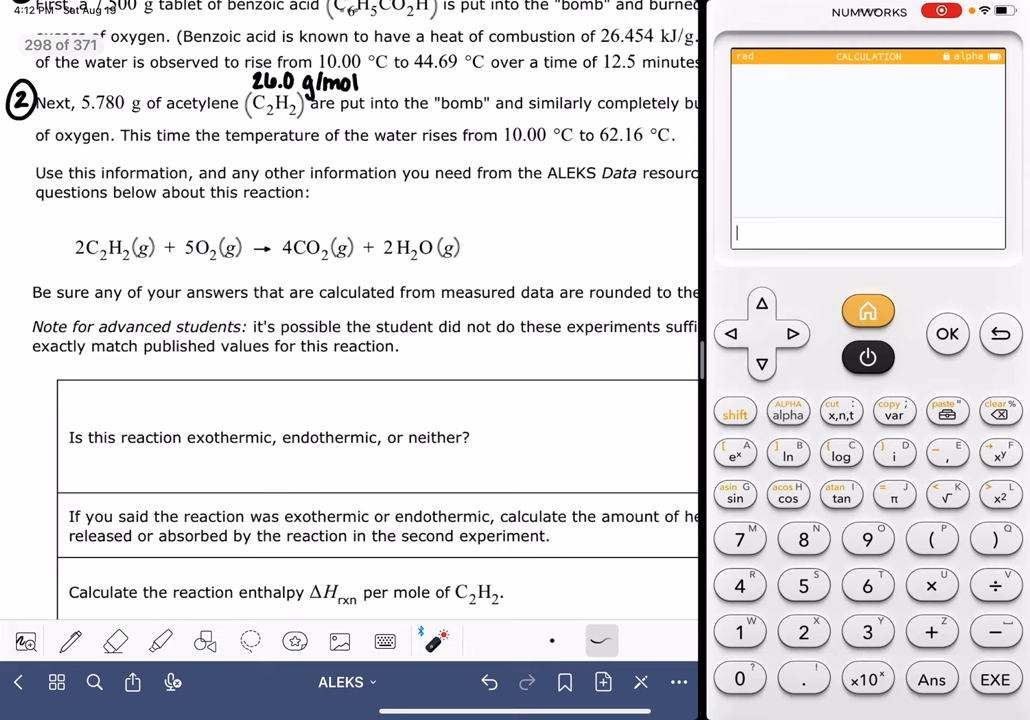 4:12 PM Sat Aug 19
First, a 7.500 g tablet of benzoic acid (C6H5CO2H) is put into the "bomb" and burned
298 of 371
of oxygen. (Benzoic acid is known to have a heat of combustion of 26.454 kJ/g.
of the water is observed to rise from 10.00 °C to 44.69 °C over a time of 12.5 minutes
26.0 g/mol
② Next, 5.780 g of acetylene (C2H2) are put into the "bomb" and similarly completely bu
of oxygen. This time the temperature of the water rises from 10.00 °C to 62.16 °C.
Use this information, and any other information you need from the ALEKS Data resourc
questions below about this reaction:
2C2H2(g) + 5O2(g) → 4CO2(g) + 2H2O(g)
Be sure any of your answers that are calculated from measured data are rounded to the
Note for advanced students: it's possible the student did not do these experiments suffi
exactly match published values for this reaction.
Is this reaction exothermic, endothermic, or neither?
If you said the reaction was exothermic or endothermic, calculate the amount of he
released or absorbed by the reaction in the second experiment.
Calculate the reaction enthalpy ΔHrxn per mole of C2H2.
ALEKS
NUMWORKS
rad CALCULATION alpha
OK
ALPHA cut : copy ; paste " clear %
shift alpha x,n,t var
[ A ] B { C } D _ E → F
e^x ln log i , x^y
asin G acos H atan I = J < K > L
sin cos tan π √ x²
M N O P Q
7 8 9 ( )
R S T U V
4 5 6 × ÷
W X Y Z
1 2 3 + −
? !
0 . ×10^x Ans EXE